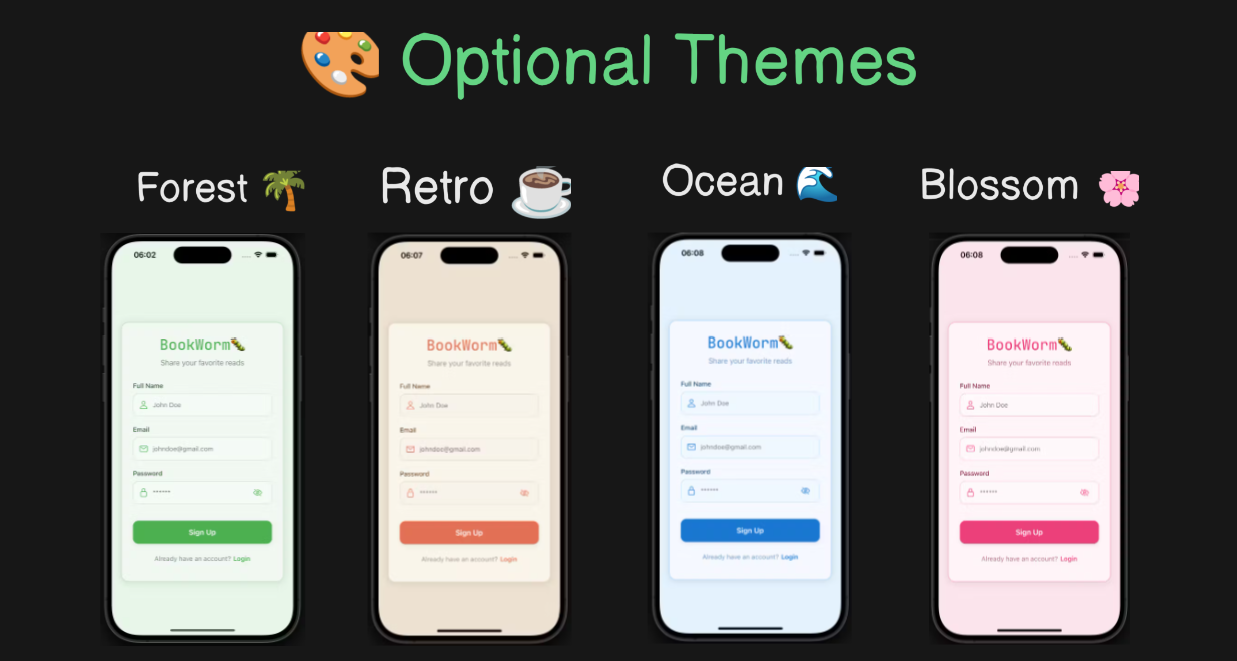 Optional Themes
Forest
Retro
Ocean
Blossom
06:02
BookWorm
Share your favorite reads
Full Name
John Doe
Email
johndoe@gmail.com
Password
******
Sign Up
Already have an account? Login
06:07
BookWorm
Share your favorite reads
Full Name
John Doe
Email
johndoe@gmail.com
Password
******
Sign Up
Already have an account? Login
06:08
BookWorm
Share your favorite reads
Full Name
John Doe
Email
johndoe@gmail.com
Password
******
Sign Up
Already have an account? Login
06:08
BookWorm
Share your favorite reads
Full Name
John Doe
Email
johndoe@gmail.com
Password
******
Sign Up
Already have an account? Login